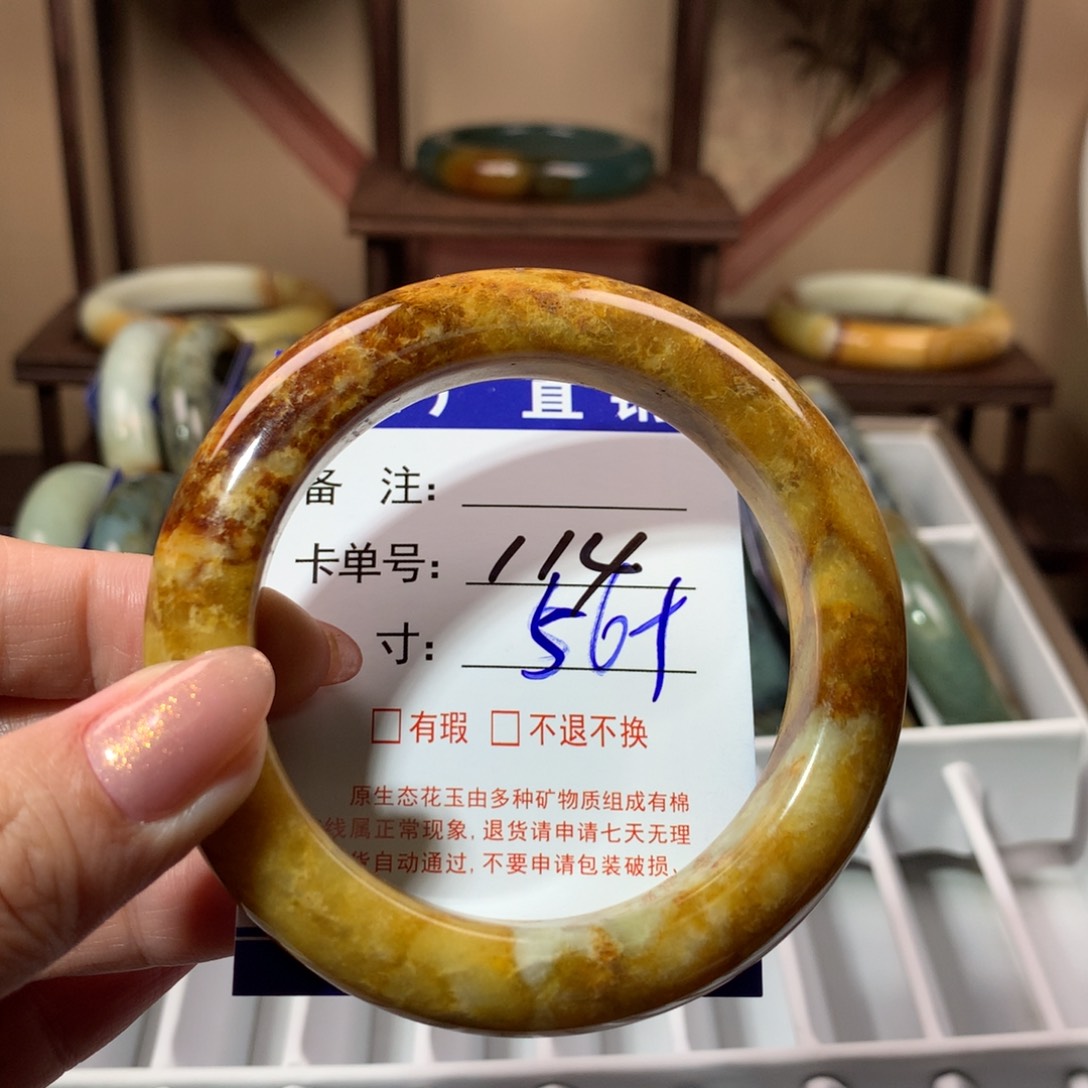 厂 直 销
备 注:
卡单号: 114
寸: 56+
□有瑕 □不退不换
原生态花玉由多种矿物质组成有棉
线属正常现象,退货请申请七天无理
货自动通过,不要申请包装破损、